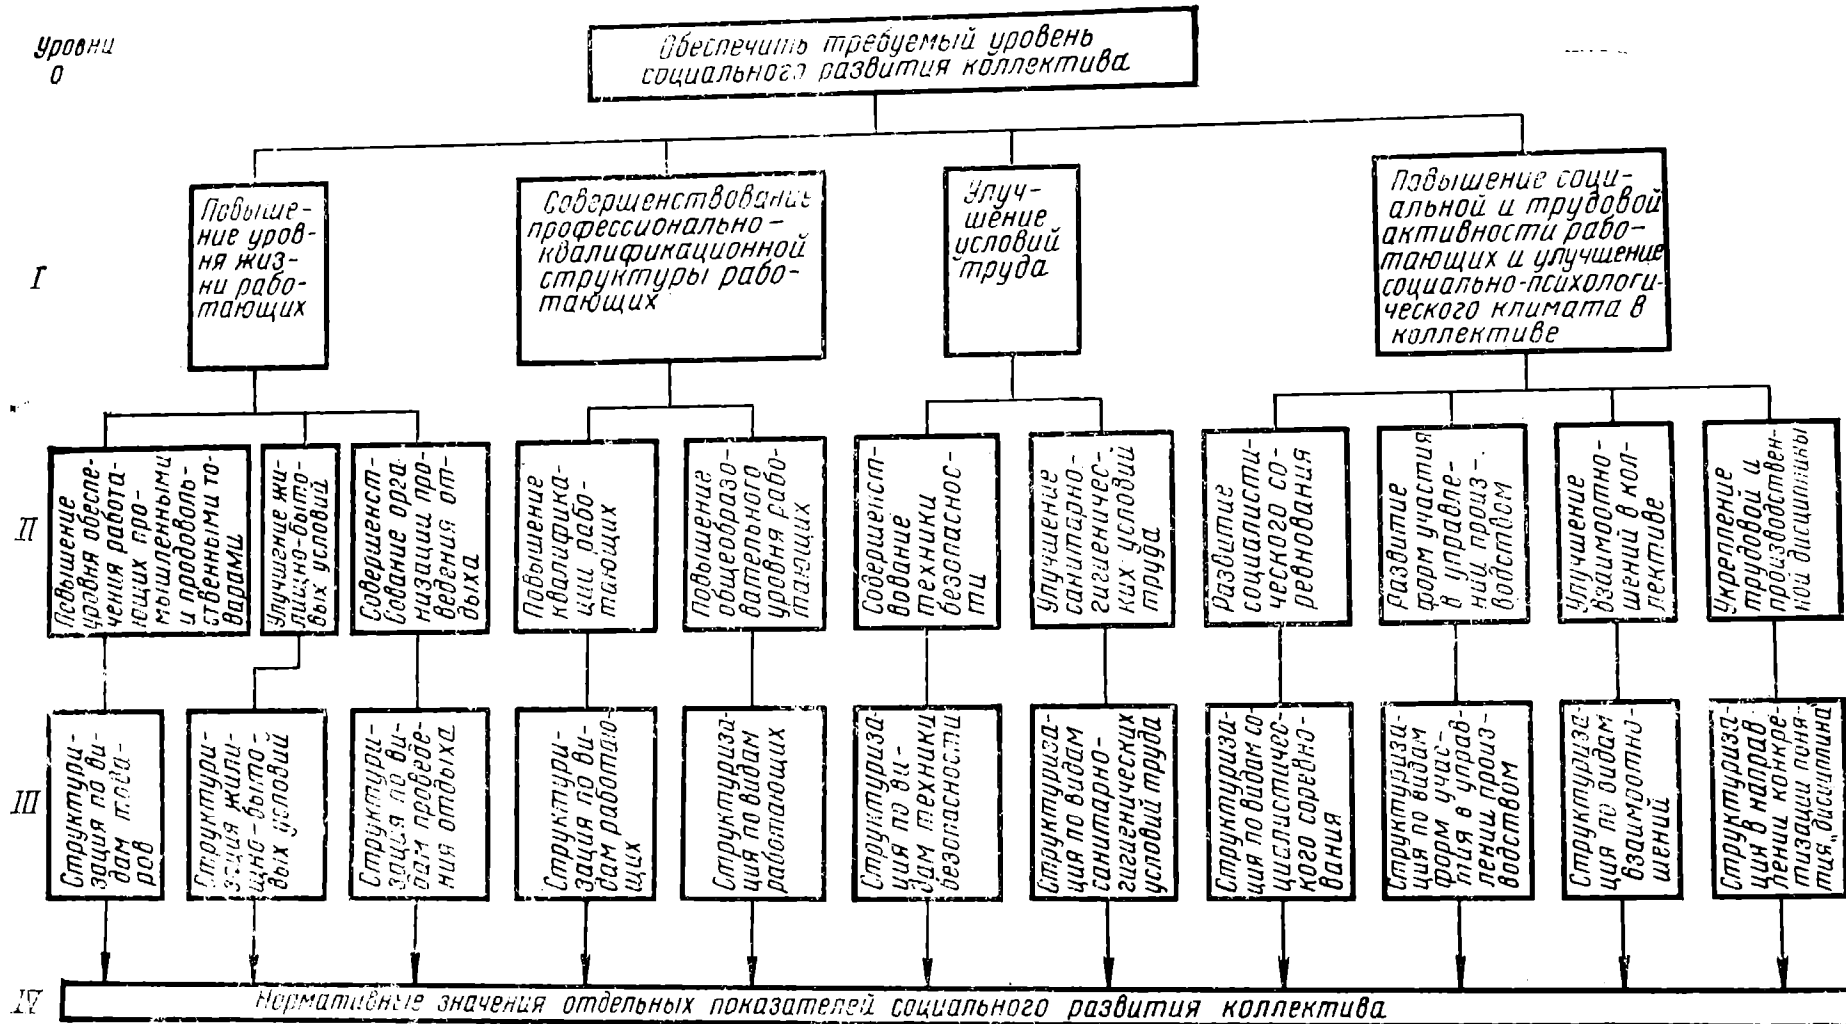 Уровни
0
Обеспечить требуемый уровень
социального развития коллектива
I
Повыше-
ние уров-
ня жиз-
ни рабо-
тающих
Совершенствование
профессионально-
квалификационной
структуры рабо-
тающих
Улуч-
шение
условий
труда
Повышение соци-
альной и трудовой
активности рабо-
тающих и улучшение
социально-психологи-
ческого климата в
коллективе
II
Повышение
уровня обеспе-
чения работа-
ющих про-
мышленными
и продоволь-
ственными то-
варами
Улучшение жи-
лищно-быто-
вых условий
Совершенст-
вование орга-
низации про-
ведения от-
дыха
Повышение
квалифика-
ции рабо-
тающих
Повышение
общеобразо-
вательного
уровня рабо-
тающих
Совершенст-
вование
техники
безопаснос-
ти
Улучшение
санитарно-
гигиеничес-
ких условий
труда
Развитие
социалисти-
ческого со-
ревнования
Развитие
форм участия
в управле-
нии произ-
водством
Улучшение
взаимоотно-
шений в кол-
лективе
Укрепление
трудовой и
производствен-
ной дисциплины
III
Структури-
зация по ви-
дам това-
ров
Структури-
зация жили-
щно-быто-
вых условий
Структури-
зация по ви-
дам проведе-
ния отдыха
Структури-
зация по ви-
дам работаю-
щих
Структуриза-
ция по видам
работающих
Структуриза-
ция по ви-
дам техники
безопасности
Структуриза-
ция по видам
санитарно-
гигиенических
условий труда
Структуриза-
ция по видам со-
циалистичес-
кого соревно-
вания
Структуриза-
ция по видам
форм учас-
тия в управ-
лении произ-
водством
Структуриза-
ция по видам
взаимоотно-
шений
Структуриза-
ция в направ-
лении конкре-
тизации поня-
тия „дисциплина"
IV
Нормативные значения отдельных показателей социального развития коллектива